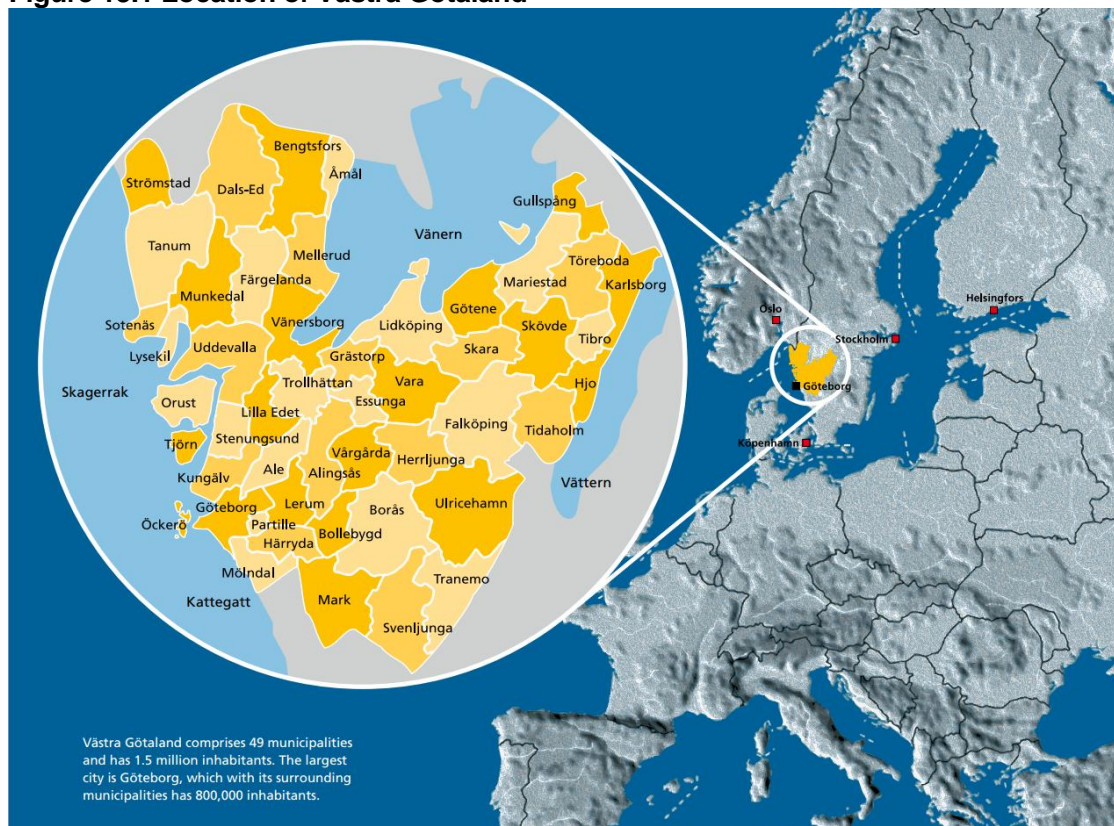 Figure 13.1 Location of Västra Götaland
Bengtsfors
Strömstad
Åmål
Dals-Ed
Gullspång
Vänern
Tanum
Mellerud
Töreboda
Färgelanda
Mariestad
Karlsborg
Munkedal
Götene
Vänersborg
Lidköping
Skövde
Sotenäs
Tibro
Uddevalla
Skara
Lysekil
Grästorp
Trollhättan
Vara
Hjo
Skagerrak
Essunga
Orust
Lilla Edet
Falköping
Tidaholm
Stenungsund
Tjörn
Vårgårda
Herrljunga
Ale
Alingsås
Kungälv
Vättern
Lerum
Ulricehamn
Göteborg
Borås
Öckerö
Partille
Bollebygd
Härryda
Mölndal
Tranemo
Kattegatt
Mark
Svenljunga
Oslo
Helsingfors
Stockholm
Göteborg
Köpenhamn
Västra Götaland comprises 49 municipalities
and has 1.5 million inhabitants. The largest
city is Göteborg, which with its surrounding
municipalities has 800,000 inhabitants.